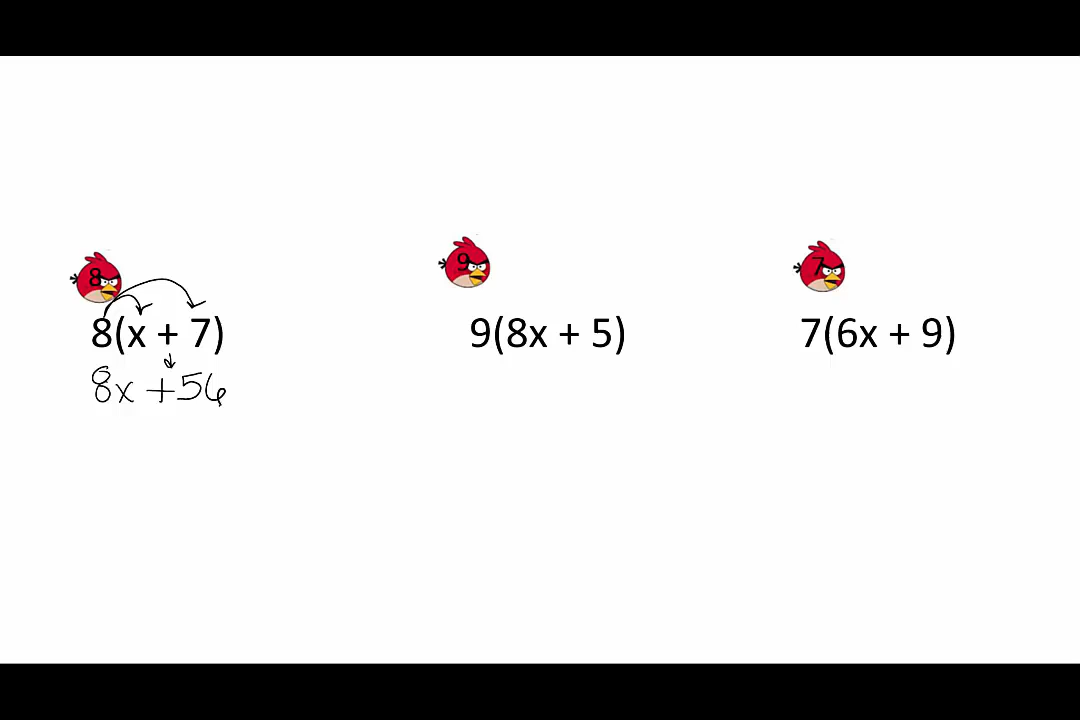 8
9
7
8(x + 7)
9(8x + 5)
7(6x + 9)
8x + 56